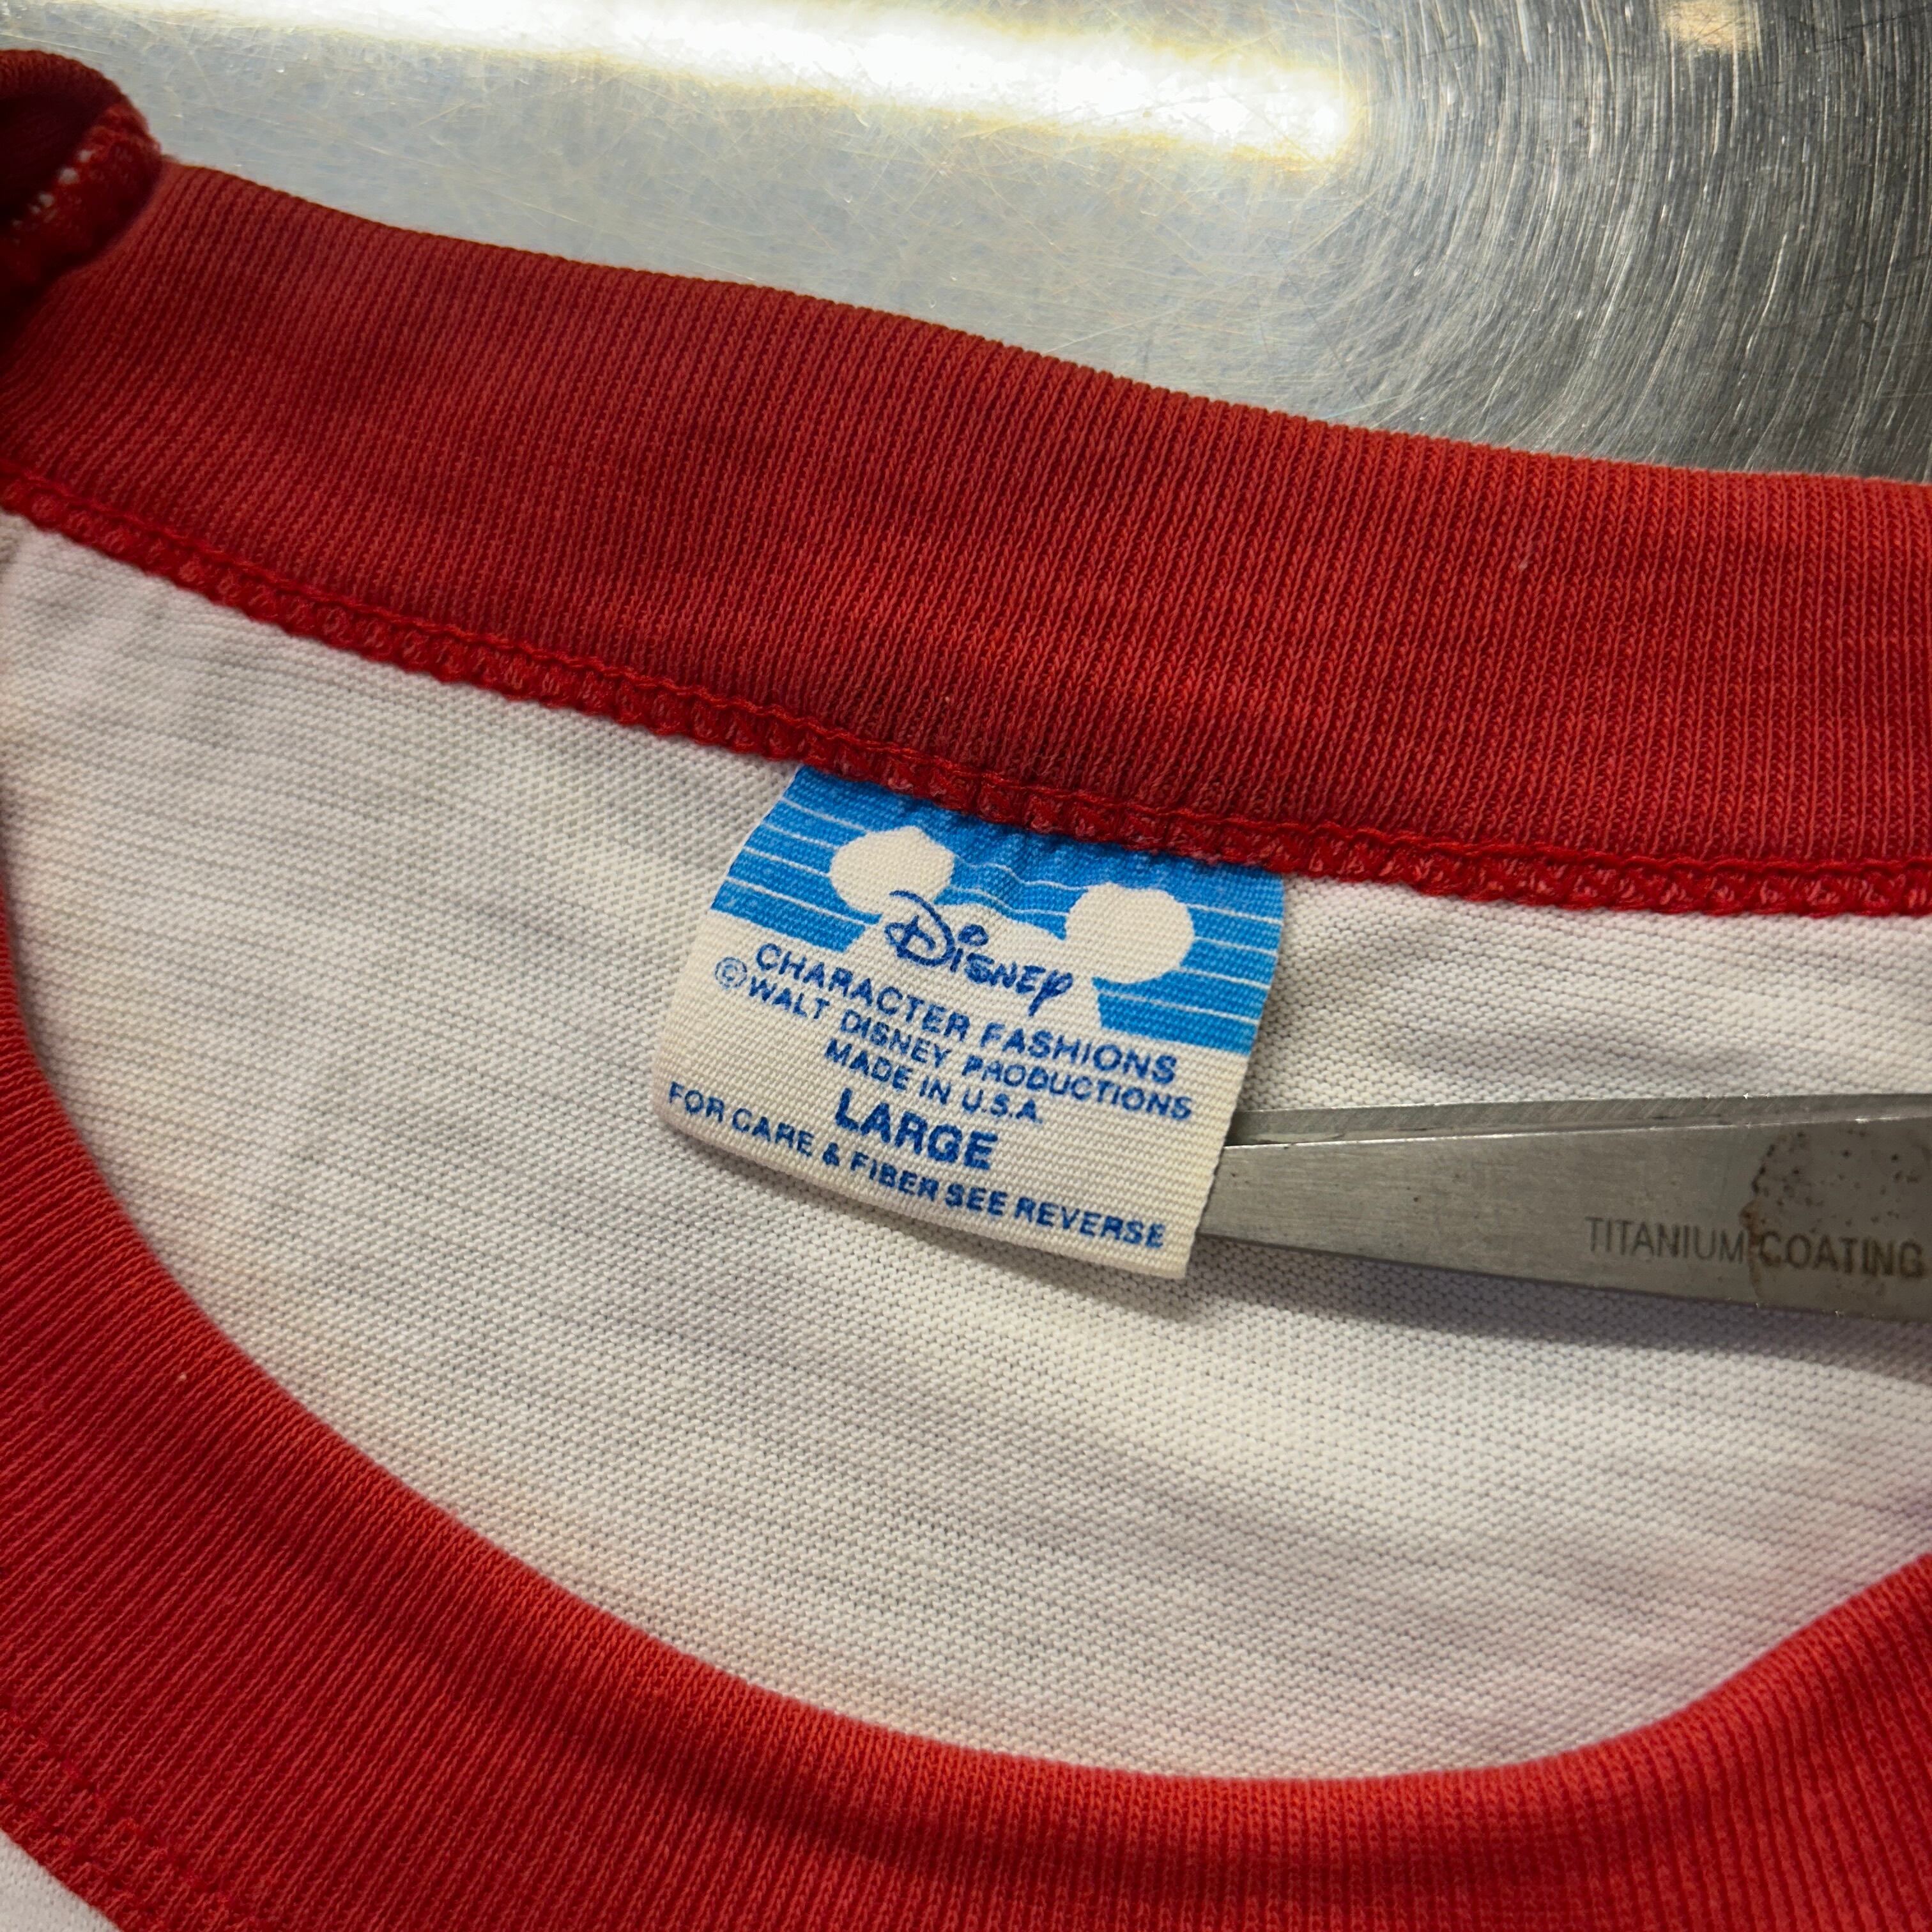 Disney
CHARACTER FASHIONS
©WALT DISNEY PRODUCTIONS
MADE IN U.S.A.
LARGE
FOR CARE & FIBER SEE REVERSE
TITANIUM COATING